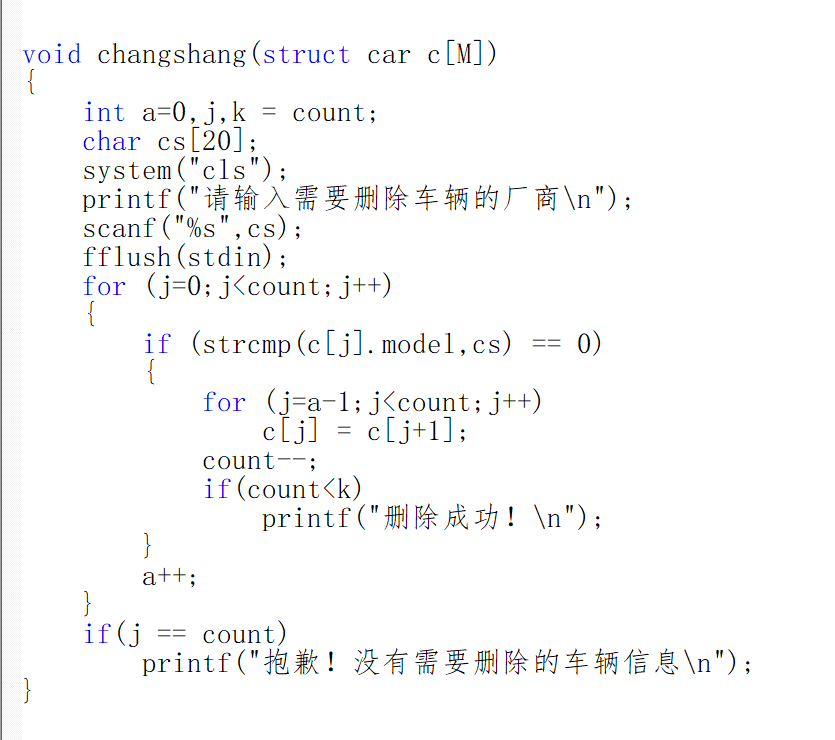 void changshang(struct car c[M])
{
    int a=0,j,k = count;
    char cs[20];
    system("cls");
    printf("请输入需要删除车辆的厂商\n");
    scanf("%s",cs);
    fflush(stdin);
    for (j=0;j<count;j++)
    {
        if (strcmp(c[j].model,cs) == 0)
        {
            for (j=a-1;j<count;j++)
                c[j] = c[j+1];
            count--;
            if(count<k)
                printf("删除成功！\n");
        }
        a++;
    }
    if(j == count)
        printf("抱歉！没有需要删除的车辆信息\n");
}